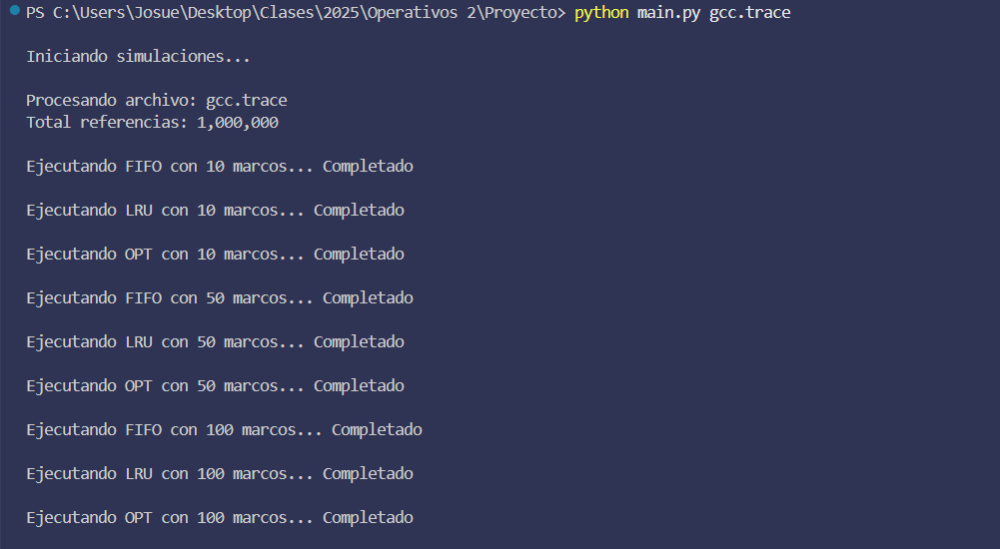 PS C:\Users\Josue\Desktop\Clases\2025\Operativos 2\Proyecto> python main.py gcc.trace
Iniciando simulaciones...
Procesando archivo: gcc.trace
Total referencias: 1,000,000
Ejecutando FIFO con 10 marcos... Completado
Ejecutando LRU con 10 marcos... Completado
Ejecutando OPT con 10 marcos... Completado
Ejecutando FIFO con 50 marcos... Completado
Ejecutando LRU con 50 marcos... Completado
Ejecutando OPT con 50 marcos... Completado
Ejecutando FIFO con 100 marcos... Completado
Ejecutando LRU con 100 marcos... Completado
Ejecutando OPT con 100 marcos... Completado